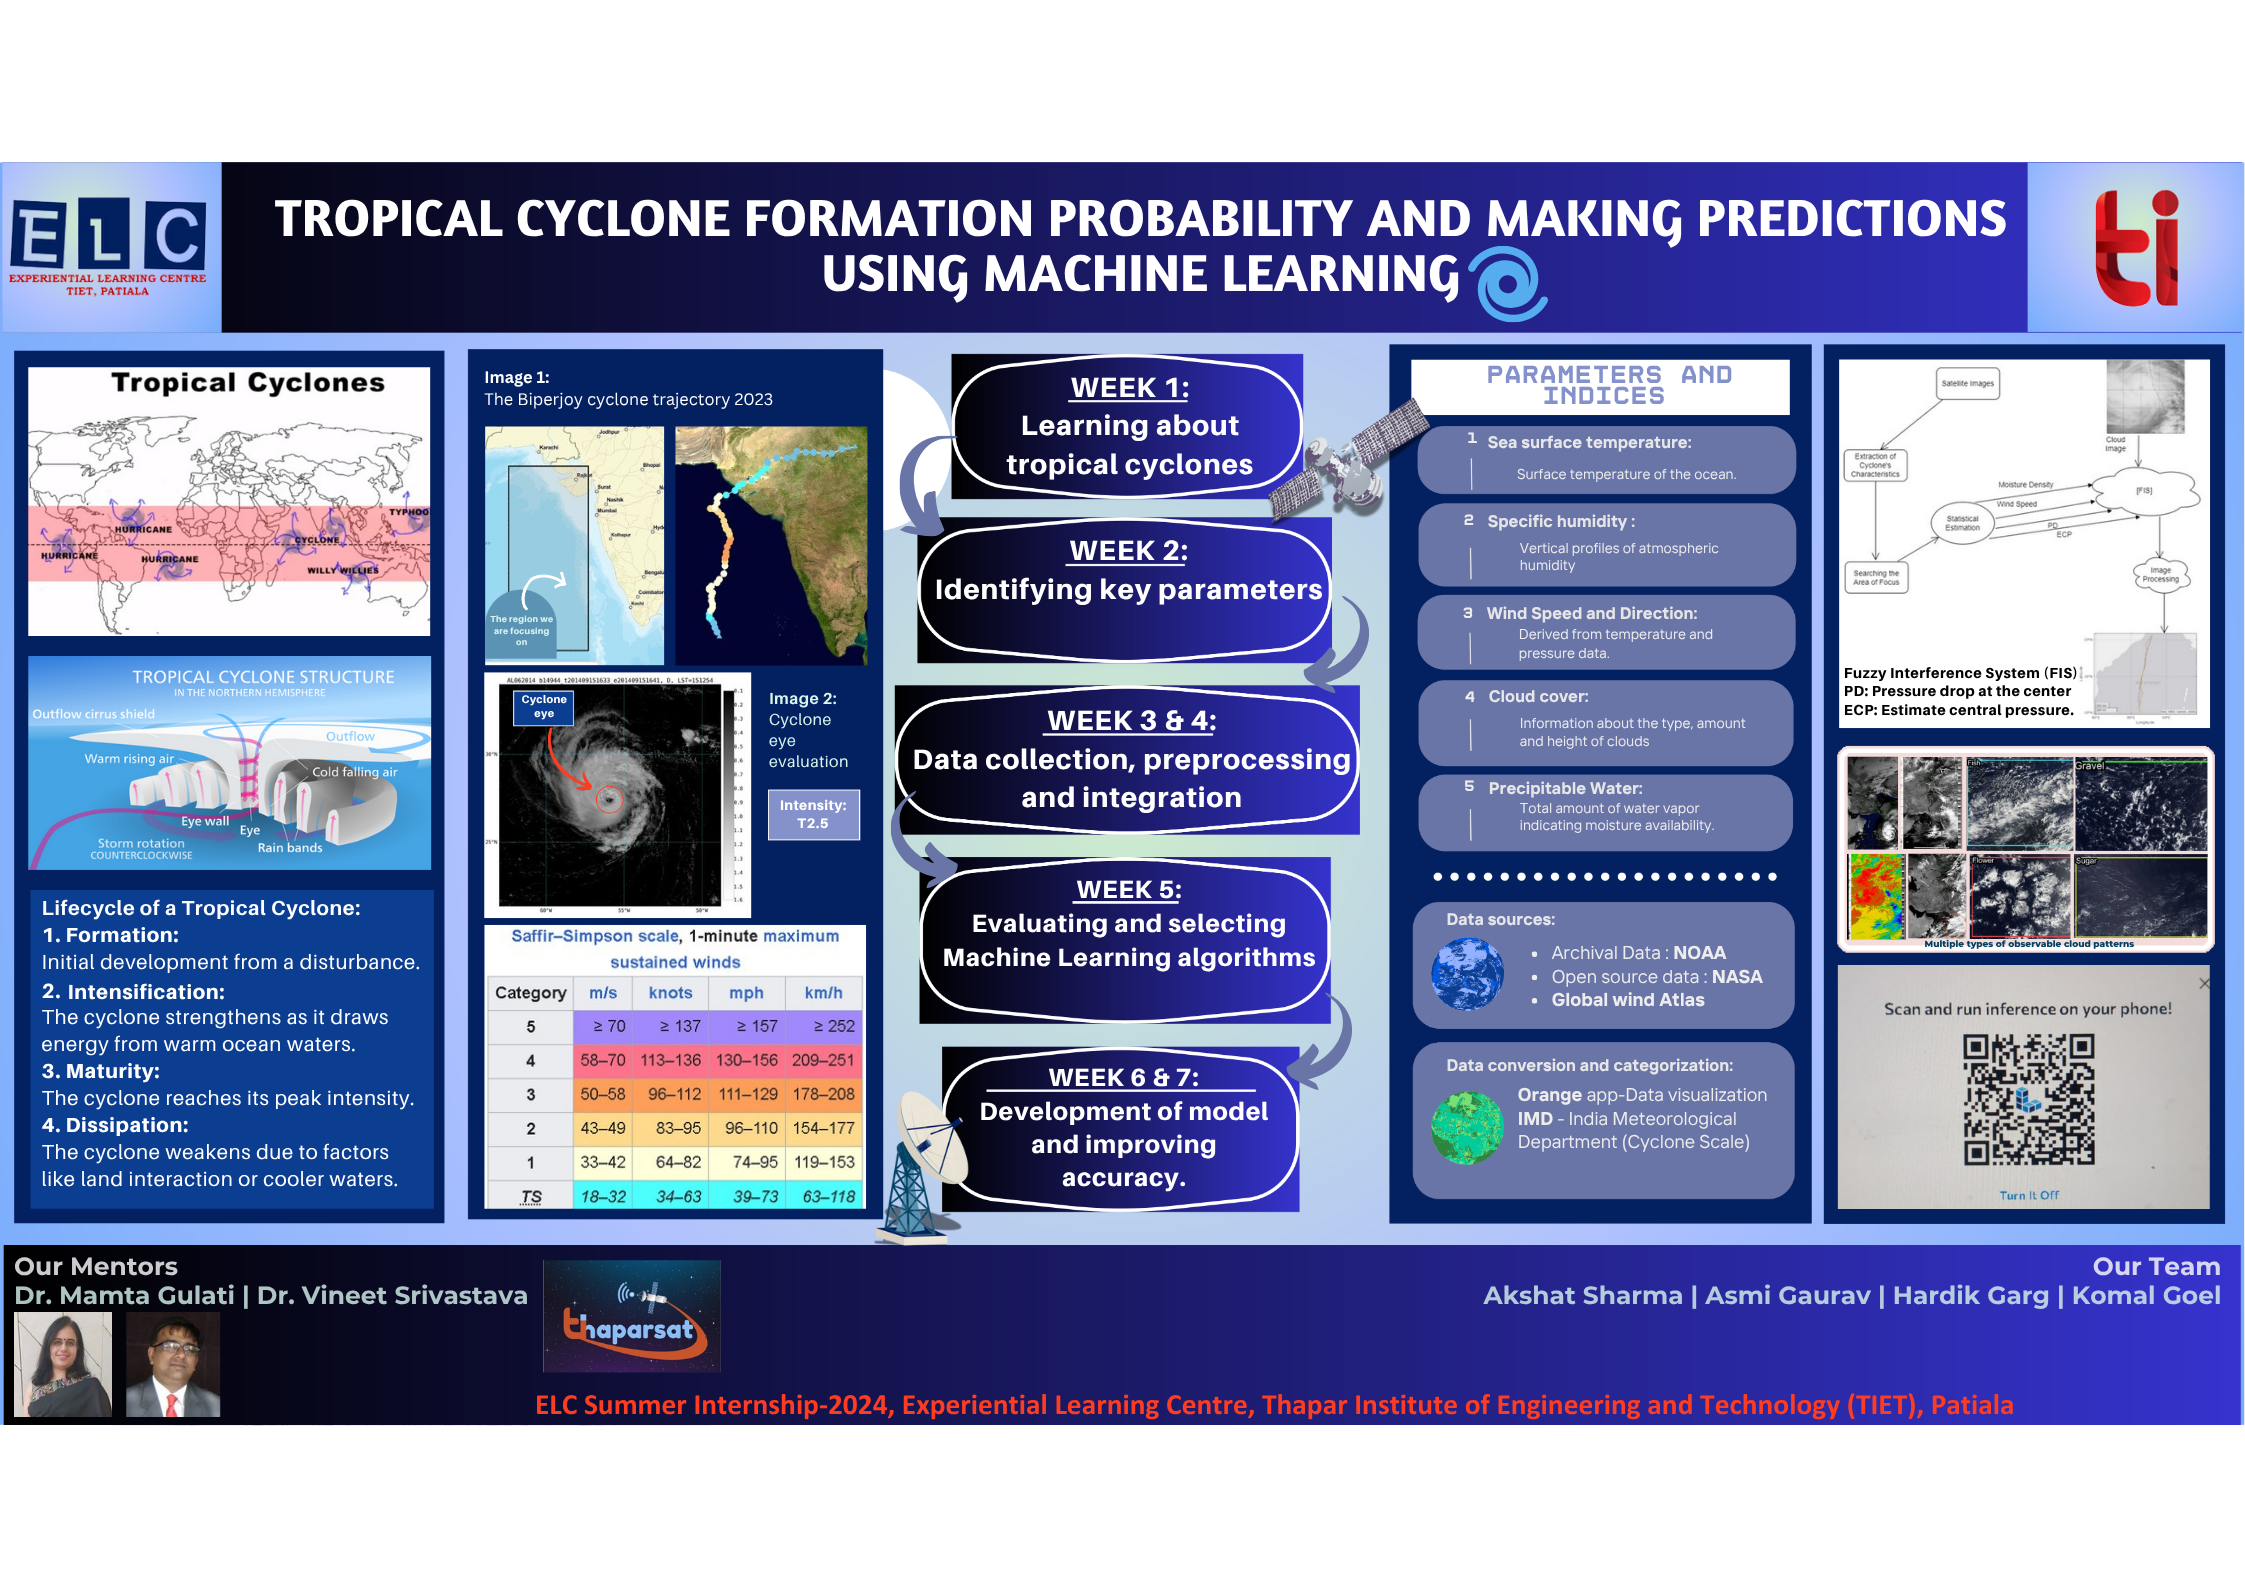 ELC
EXPERIENTIAL LEARNING CENTRE
TIET, PATIALA
TROPICAL CYCLONE FORMATION PROBABILITY AND MAKING PREDICTIONS
USING MACHINE LEARNING
ti
Tropical Cyclones
HURRICANE
HURRICANE
HURRICANE
CYCLONE
TYPHOO
WILLY WILLIES
TROPICAL CYCLONE STRUCTURE
IN THE NORTHERN HEMISPHERE
Outflow cirrus shield
Outflow
Warm rising air
Cold falling air
Eye wall
Eye
Rain bands
Storm rotation
COUNTERCLOCKWISE
Lifecycle of a Tropical Cyclone:
1. Formation:
Initial development from a disturbance.
2. Intensification:
The cyclone strengthens as it draws
energy from warm ocean waters.
3. Maturity:
The cyclone reaches its peak intensity.
4. Dissipation:
The cyclone weakens due to factors
like land interaction or cooler waters.
Image 1:
The Biperjoy cyclone trajectory 2023
Karachi
Jodhpur
Bhopal
Rajkot
Surat
Nashik
Mumbai
Hyde
Kolhapur
Bengalu
Coimbator
Kochi
The region we
are focusing
on
AL062014 b14944 t201409151633 e201409151641, D, LST=151254
Cyclone
eye
30°N
25°N
60°W
55°W
50°W
Image 2:
Cyclone
eye
evaluation
Intensity:
T2.5
Saffir–Simpson scale, 1-minute maximum
sustained winds
Category m/s knots mph km/h
5 ≥ 70 ≥ 137 ≥ 157 ≥ 252
4 58–70 113–136 130–156 209–251
3 50–58 96–112 111–129 178–208
2 43–49 83–95 96–110 154–177
1 33–42 64–82 74–95 119–153
TS 18–32 34–63 39–73 63–118
WEEK 1:
Learning about
tropical cyclones
WEEK 2:
Identifying key parameters
WEEK 3 & 4:
Data collection, preprocessing
and integration
WEEK 5:
Evaluating and selecting
Machine Learning algorithms
WEEK 6 & 7:
Development of model
and improving
accuracy.
PARAMETERS AND
INDICES
1 Sea surface temperature:
Surface temperature of the ocean.
2 Specific humidity :
Vertical profiles of atmospheric
humidity
3 Wind Speed and Direction:
Derived from temperature and
pressure data.
4 Cloud cover:
Information about the type, amount
and height of clouds
5 Precipitable Water:
Total amount of water vapor
indicating moisture availability.
Data sources:
• Archival Data : NOAA
• Open source data : NASA
• Global wind Atlas
Data conversion and categorization:
Orange app-Data visualization
IMD - India Meteorological
Department (Cyclone Scale)
Satellite Images
Cloud
Image
Extraction of
Cyclone's
Characteristics
Moisture Density
Wind Speed
PD
ECP
[FIS]
Statistical
Estimation
Searching the
Area of Focus
Image
Processing
Fuzzy Interference System (FIS)
PD: Pressure drop at the center
ECP: Estimate central pressure.
Fish
Gravel
Flower
Sugar
Multiple types of observable cloud patterns
Scan and run inference on your phone!
Turn It Off
Our Mentors
Dr. Mamta Gulati | Dr. Vineet Srivastava
thaparsat
Our Team
Akshat Sharma | Asmi Gaurav | Hardik Garg | Komal Goel
ELC Summer Internship-2024, Experiential Learning Centre, Thapar Institute of Engineering and Technology (TIET), Patiala